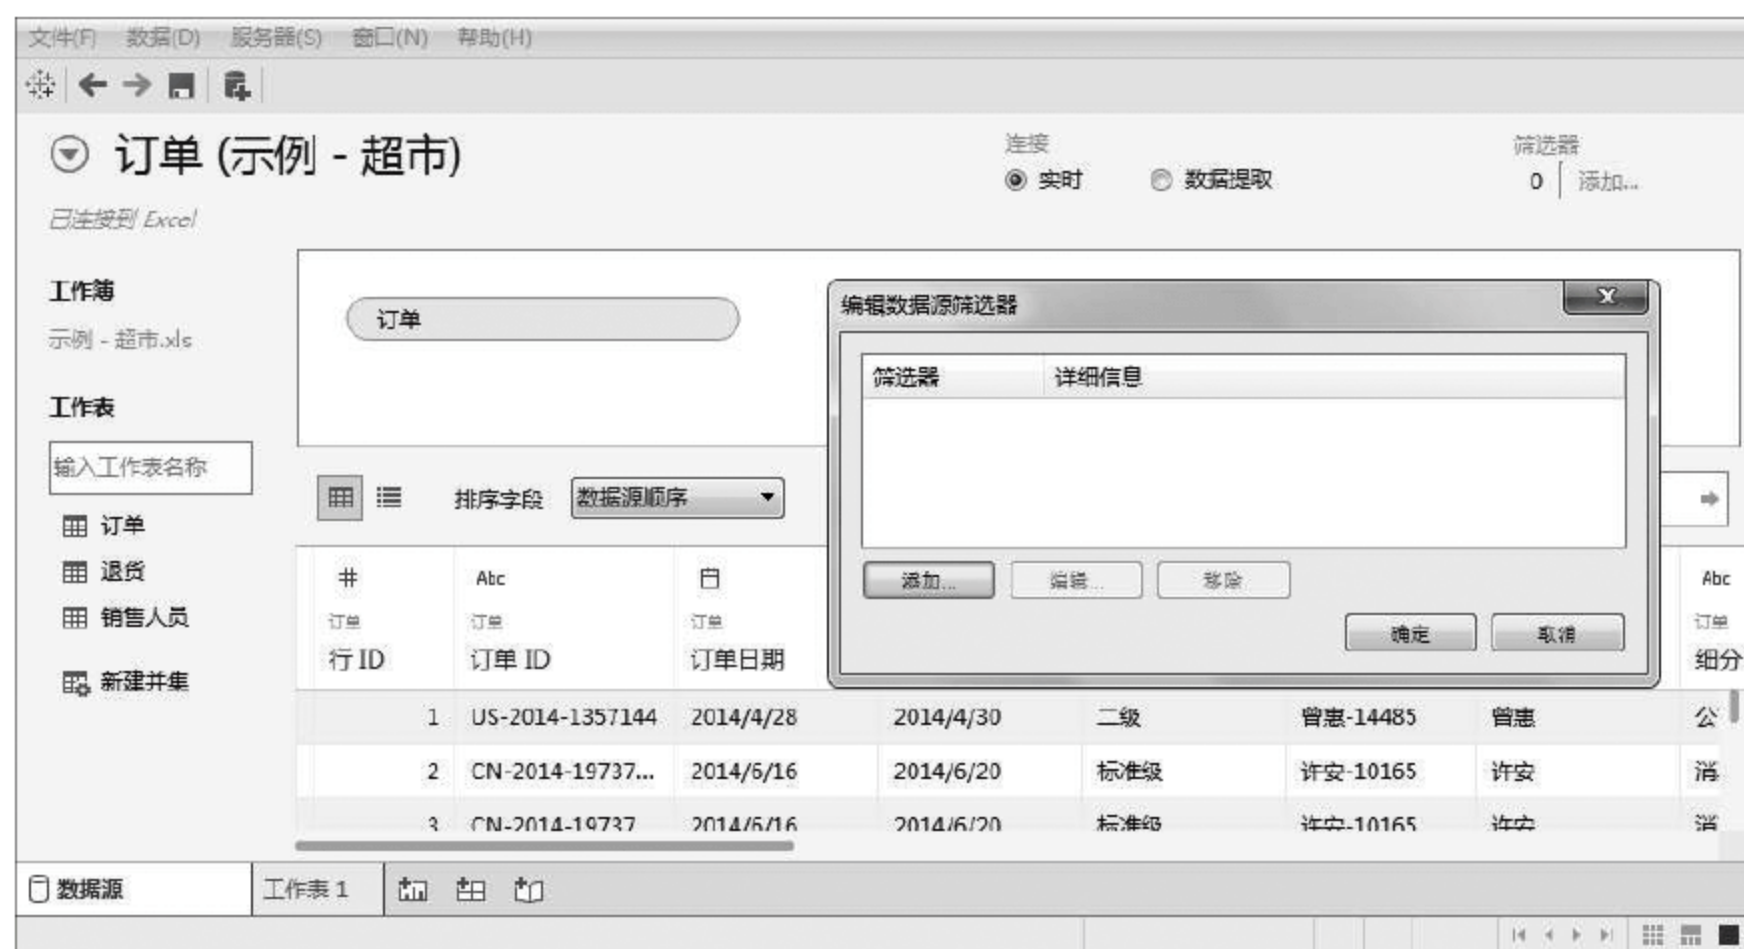 文件(F) 数据(D) 服务器(S) 窗口(N) 帮助(H)
订单 (示例 - 超市)
已连接到 Excel
连接
实时 数据提取
筛选器
0 添加...
工作簿
示例 - 超市.xls
工作表
输入工作表名称
订单
退货
销售人员
新建并集
订单
排序字段 数据源顺序
编辑数据源筛选器
筛选器 详细信息
添加... 编辑... 移除
确定 取消
# Abc Abc
订单 订单 订单 订单
行 ID 订单 ID 订单日期 细分
1 US-2014-1357144 2014/4/28 2014/4/30 二级 曾惠-14485 曾惠 公
2 CN-2014-19737... 2014/6/16 2014/6/20 标准级 许安-10165 许安 消
3 CN-2014-19737 2014/6/16 2014/6/20 标准级 许安-10165 许安 消
数据源 工作表 1